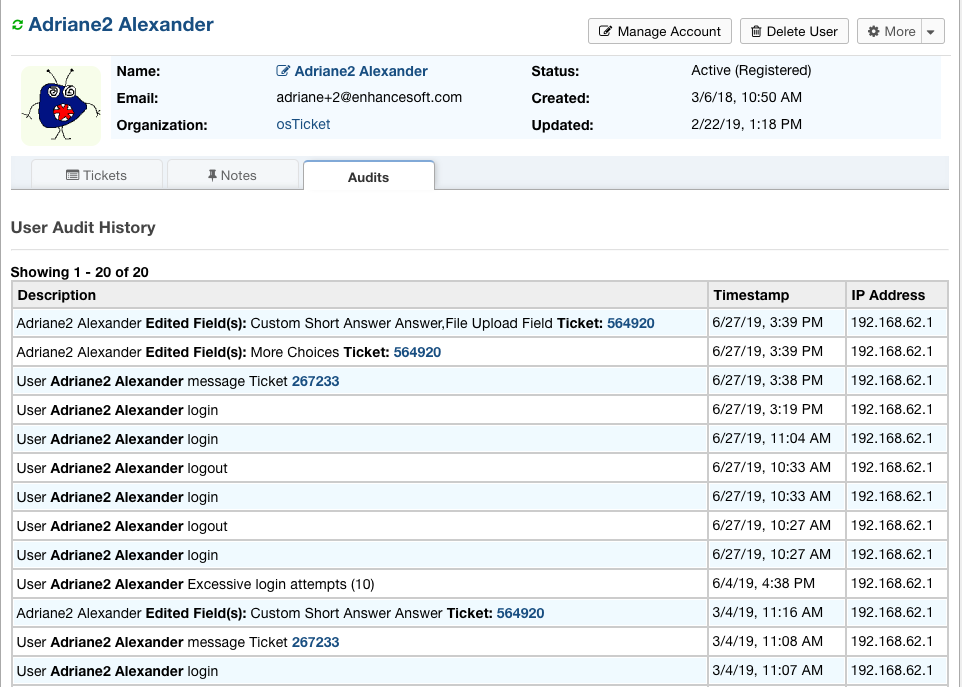 Adriane2 Alexander
Manage Account Delete User More
Name: Adriane2 Alexander Status: Active (Registered)
Email: adriane+2@enhancesoft.com Created: 3/6/18, 10:50 AM
Organization: osTicket Updated: 2/22/19, 1:18 PM
Tickets Notes Audits
User Audit History
Showing 1 - 20 of 20
Description Timestamp IP Address
Adriane2 Alexander Edited Field(s): Custom Short Answer Answer,File Upload Field Ticket: 564920 6/27/19, 3:39 PM 192.168.62.1
Adriane2 Alexander Edited Field(s): More Choices Ticket: 564920 6/27/19, 3:39 PM 192.168.62.1
User Adriane2 Alexander message Ticket 267233 6/27/19, 3:38 PM 192.168.62.1
User Adriane2 Alexander login 6/27/19, 3:19 PM 192.168.62.1
User Adriane2 Alexander login 6/27/19, 11:04 AM 192.168.62.1
User Adriane2 Alexander logout 6/27/19, 10:33 AM 192.168.62.1
User Adriane2 Alexander login 6/27/19, 10:33 AM 192.168.62.1
User Adriane2 Alexander logout 6/27/19, 10:27 AM 192.168.62.1
User Adriane2 Alexander login 6/27/19, 10:27 AM 192.168.62.1
User Adriane2 Alexander Excessive login attempts (10) 6/4/19, 4:38 PM 192.168.62.1
Adriane2 Alexander Edited Field(s): Custom Short Answer Answer Ticket: 564920 3/4/19, 11:16 AM 192.168.62.1
User Adriane2 Alexander message Ticket 267233 3/4/19, 11:08 AM 192.168.62.1
User Adriane2 Alexander login 3/4/19, 11:07 AM 192.168.62.1